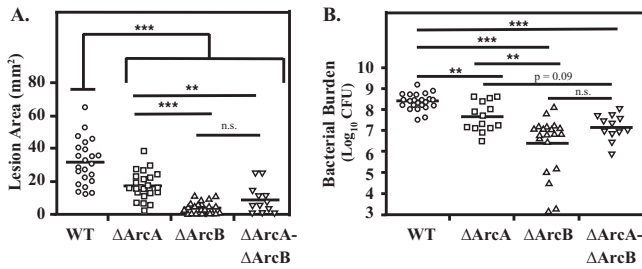 A.
***
**
***
n.s.
Lesion Area (mm²)
80
60
40
20
0
WT
ΔArcA
ΔArcB
ΔArcA-
ΔArcB
B.
***
***
**
**
p = 0.09
n.s.
Bacterial Burden
(Log₁₀ CFU)
10
9
8
7
6
5
4
3
WT
ΔArcA
ΔArcB
ΔArcA-
ΔArcB